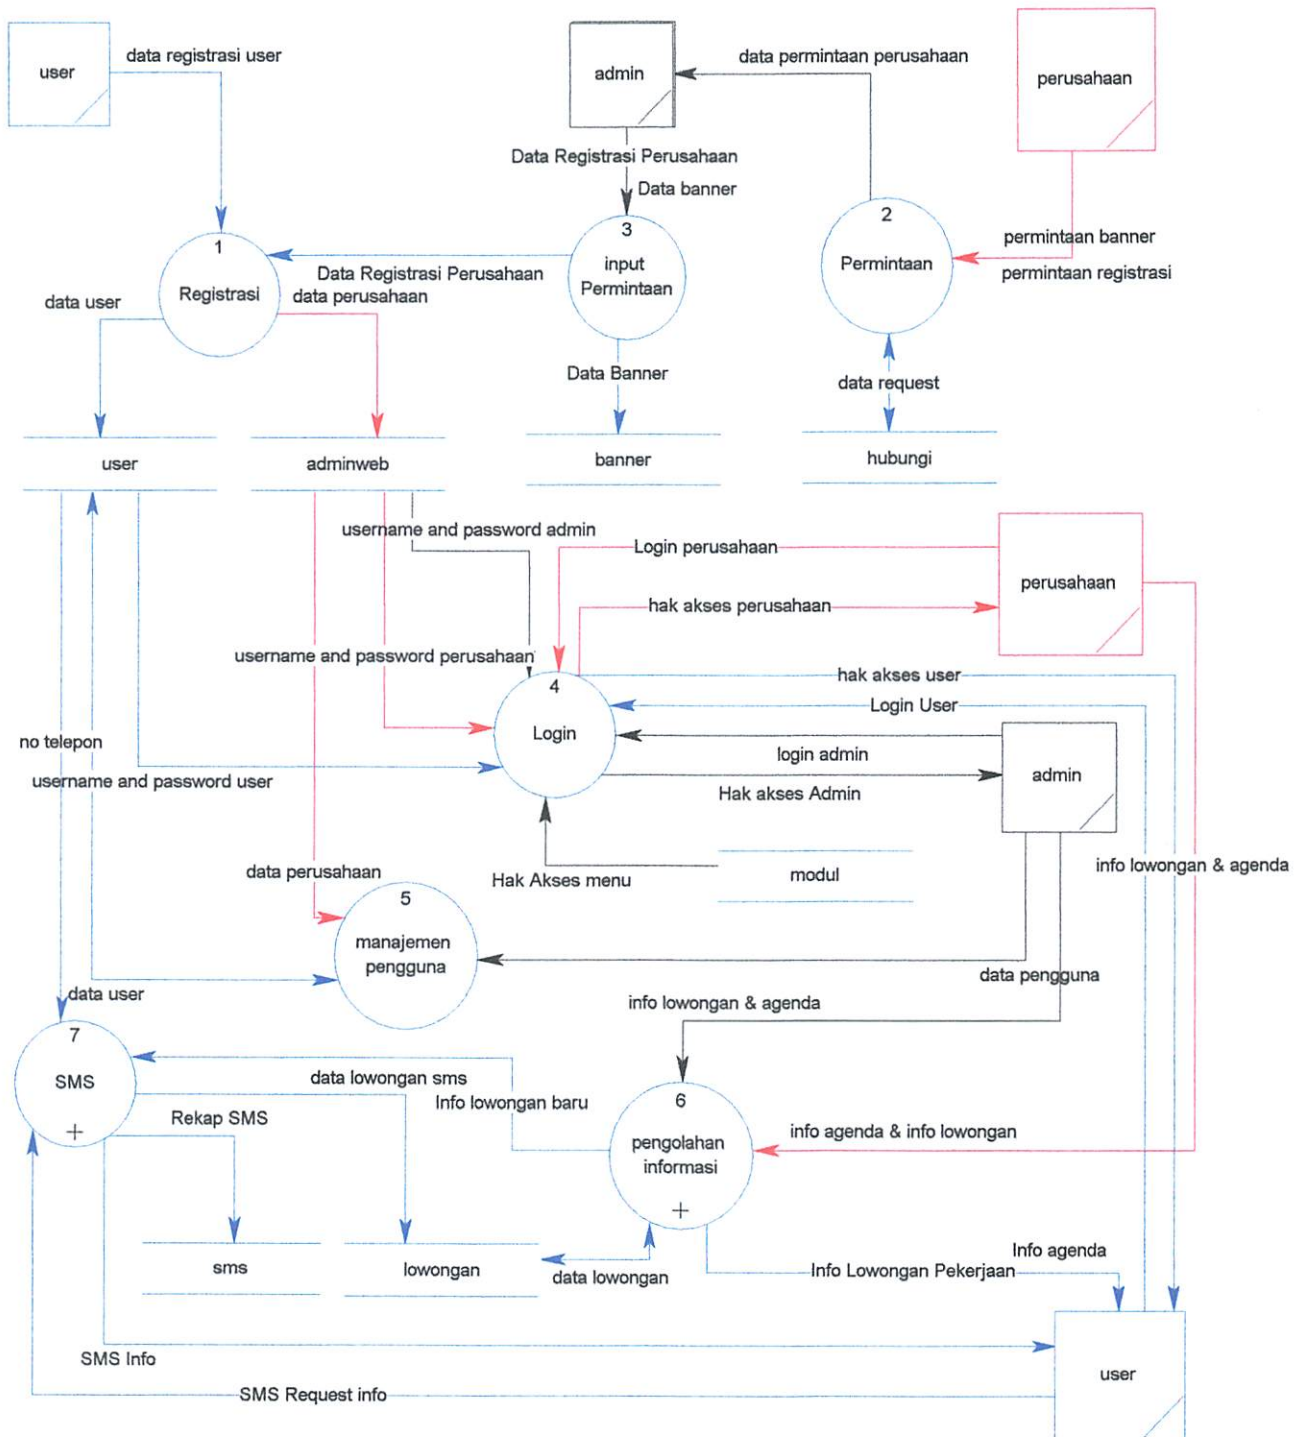 data registrasi user
user
admin
data permintaan perusahaan
perusahaan
Data Registrasi Perusahaan
Data banner
1
Registrasi
3
input
Permintaan
2
Permintaan
permintaan banner
permintaan registrasi
Data Registrasi Perusahaan
data perusahaan
data user
Data Banner
data request
user
adminweb
banner
hubungi
username and password admin
Login perusahaan
perusahaan
hak akses perusahaan
username and password perusahaan
hak akses user
4
Login
Login User
no telepon
login admin
admin
username and password user
Hak akses Admin
data perusahaan
Hak Akses menu
modul
info lowongan & agenda
5
manajemen
pengguna
data pengguna
data user
info lowongan & agenda
7
SMS
+
data lowongan sms
Info lowongan baru
Rekap SMS
6
pengolahan
informasi
+
info agenda & info lowongan
sms
lowongan
data lowongan
Info agenda
Info Lowongan Pekerjaan
SMS Info
user
SMS Request info